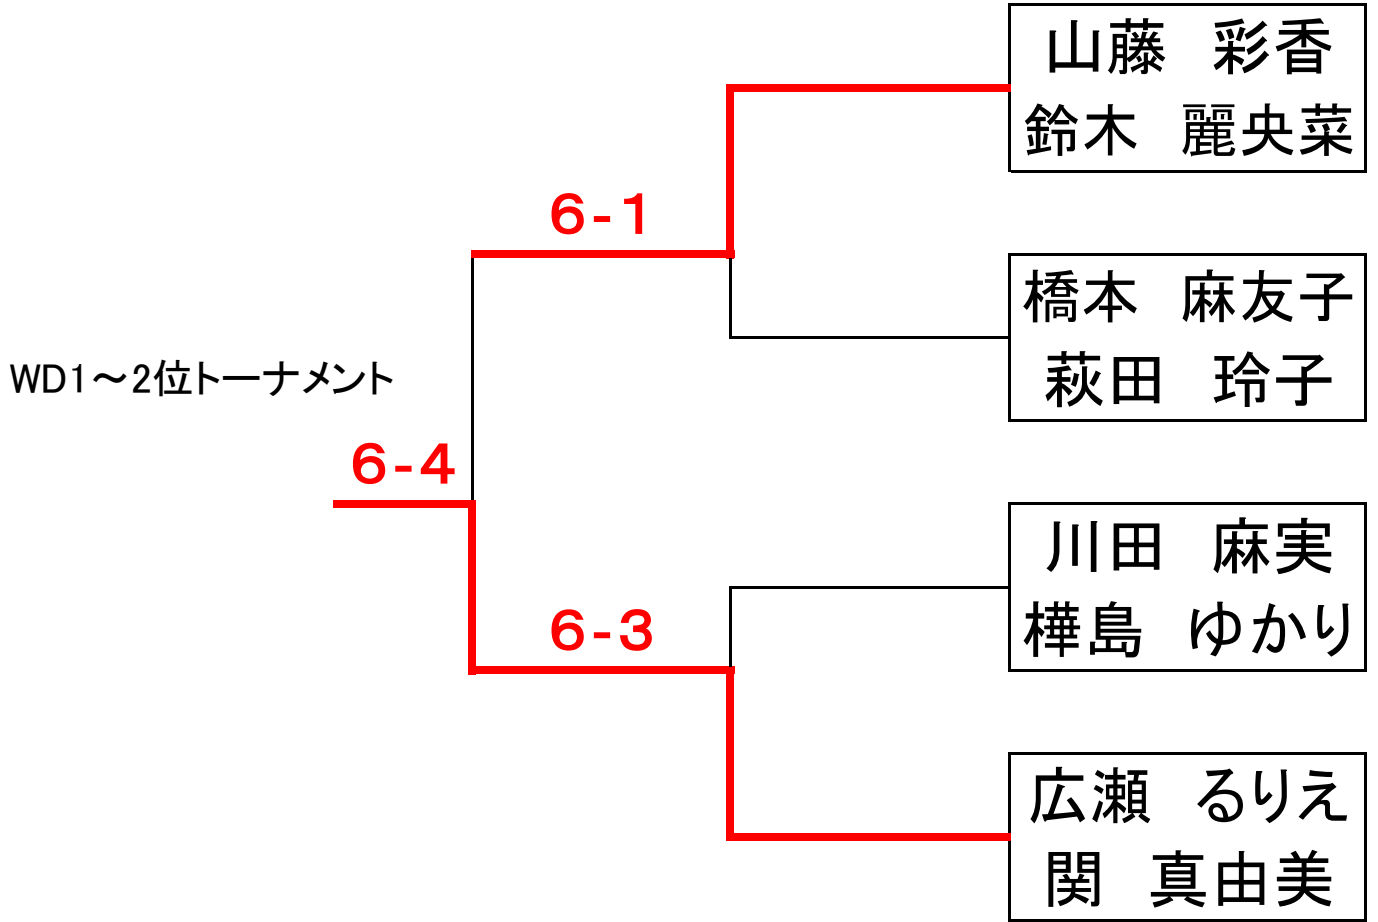 山藤　彩香
鈴木　麗央菜
6-1
橋本　麻友子
萩田　玲子
WD1～2位トーナメント
6-4
川田　麻実
樺島　ゆかり
6-3
広瀬　るりえ
関　真由美